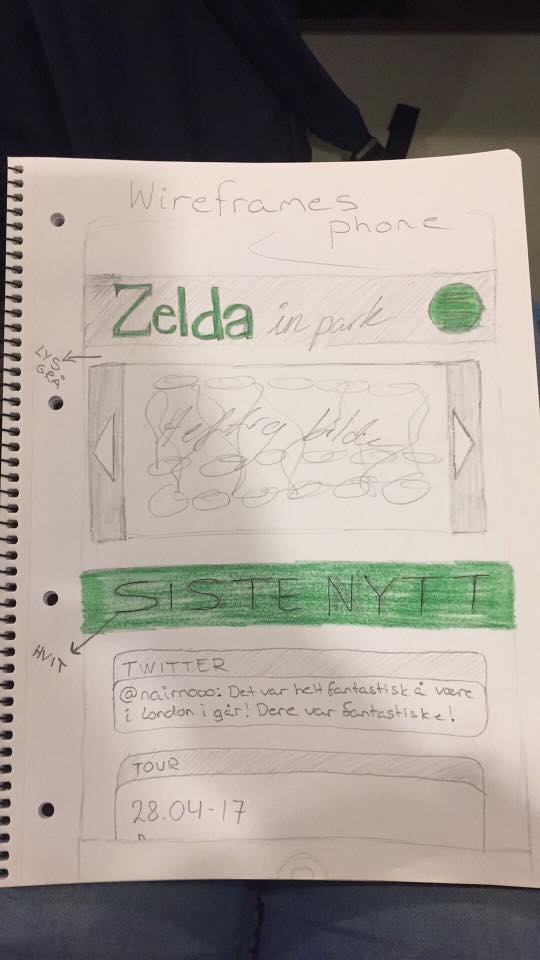 Wireframes
phone
Zelda in park
LYS
GRÅ
Heftig bilde
SISTE NYTT
HVIT
TWITTER
@nairnooo: Det var helt fantastisk å være
i London i går! Dere var fantastiske!
TOUR
28.04-17